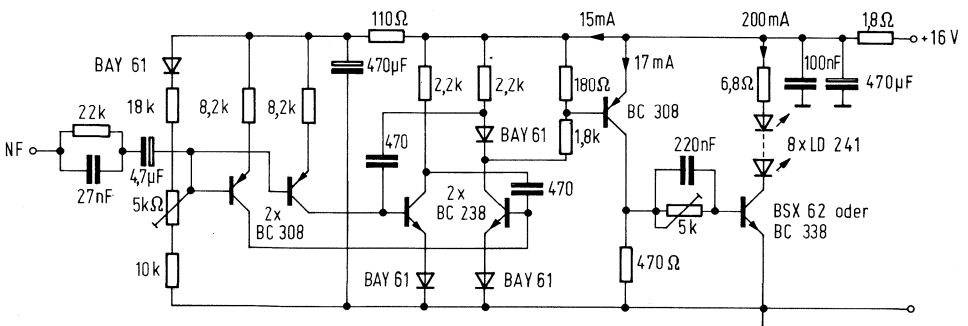 110Ω
15mA
200mA
1,8Ω
+16V
BAY 61
470µF
17mA
100nF
470µF
2,2k
2,2k
180Ω
6,8Ω
18k
8,2k
8,2k
BC 308
22k
BAY 61
1,8k
NF
470
220nF
8xLD 241
27nF
4,7µF
470
5kΩ
2x
BC 308
2x
BC 238
5k
BSX 62 oder
BC 338
10k
BAY 61
BAY 61
470Ω